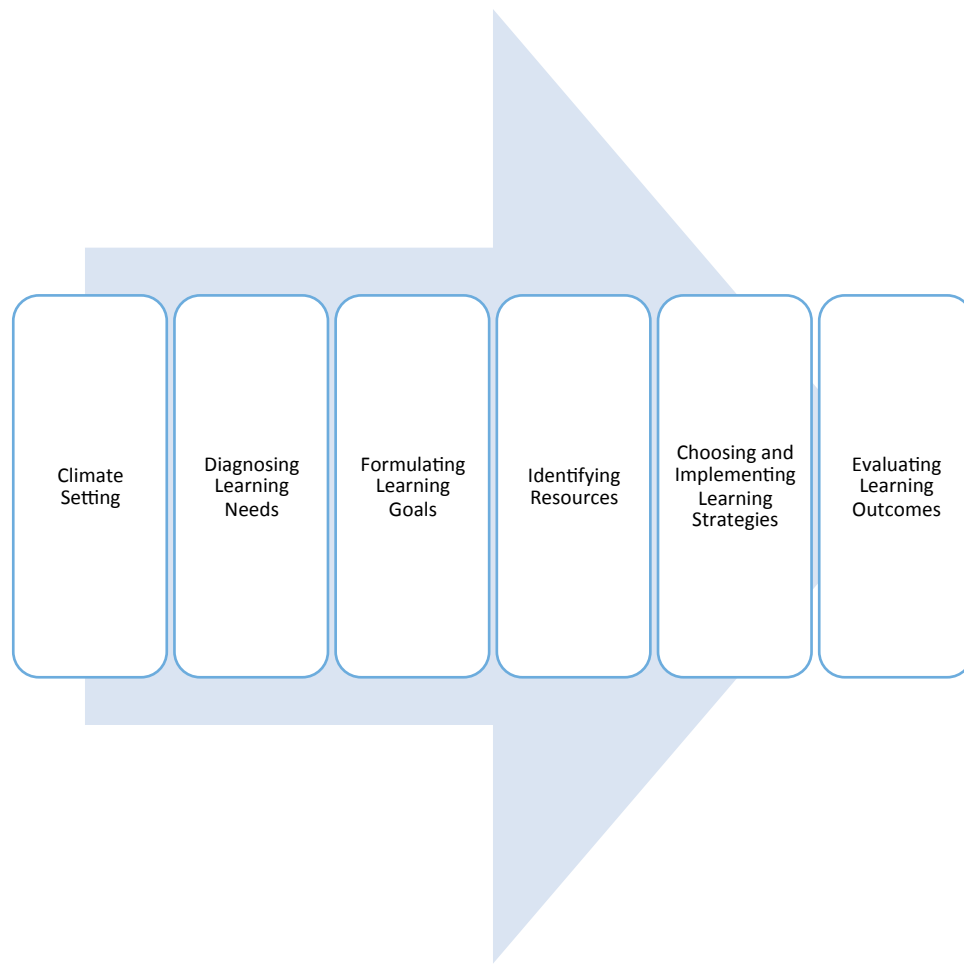 Climate
Setting
Diagnosing
Learning
Needs
Formulating
Learning
Goals
Identifying
Resources
Choosing and
Implementing
Learning
Strategies
Evaluating
Learning
Outcomes